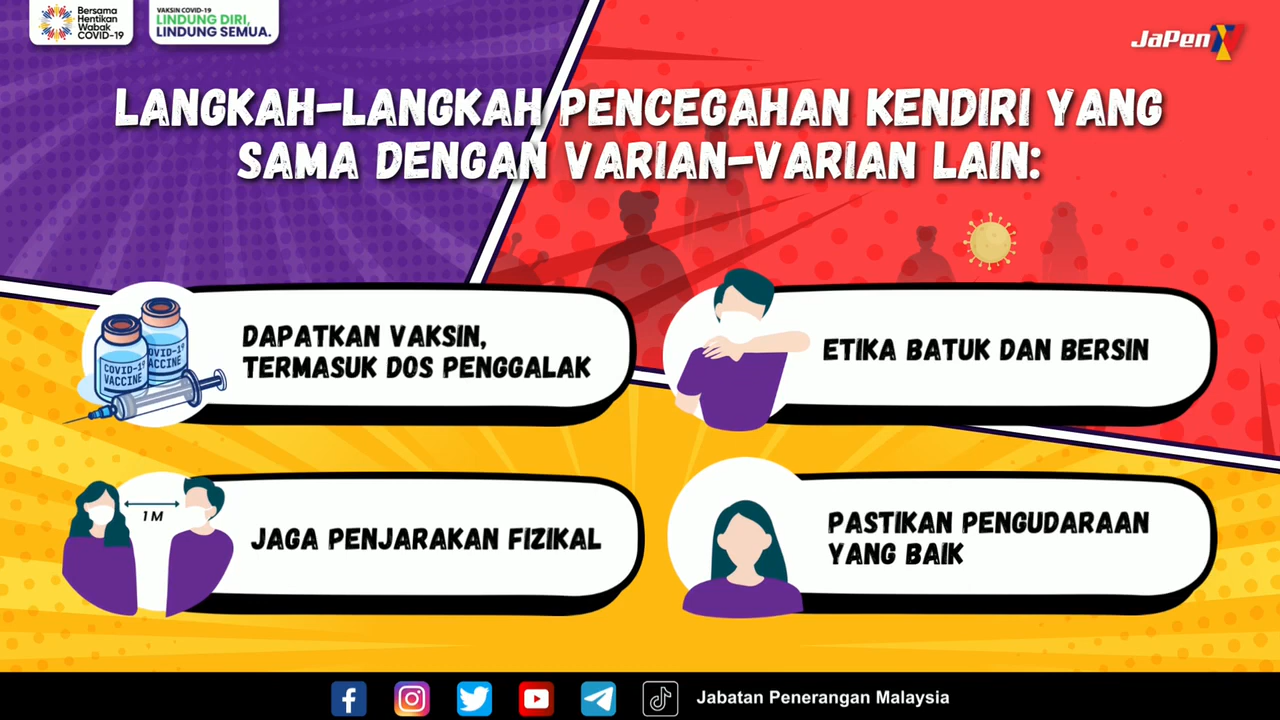 Bersama
Hentikan
Wabak
COVID-19
VAKSIN COVID-19
LINDUNG DIRI,
LINDUNG SEMUA.
JaPen
LANGKAH-LANGKAH PENCEGAHAN KENDIRI YANG
SAMA DENGAN VARIAN-VARIAN LAIN:
COVID-19
VACCINE
COVID-19
VACCINE
DAPATKAN VAKSIN,
TERMASUK DOS PENGGALAK
ETIKA BATUK DAN BERSIN
1 M
JAGA PENJARAKAN FIZIKAL
PASTIKAN PENGUDARAAN
YANG BAIK
Jabatan Penerangan Malaysia